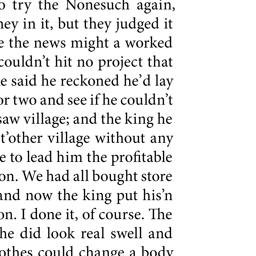 to try the Nonesuch again,
ney in it, but they judged it
e the news might a worked
couldn't hit no project that
e said he reckoned he'd lay
or two and see if he couldn't
saw village; and the king he
t'other village without any
e to lead him the profitable
on. We had all bought store
and now the king put his'n
on. I done it, of course. The
he did look real swell and
othes could change a body